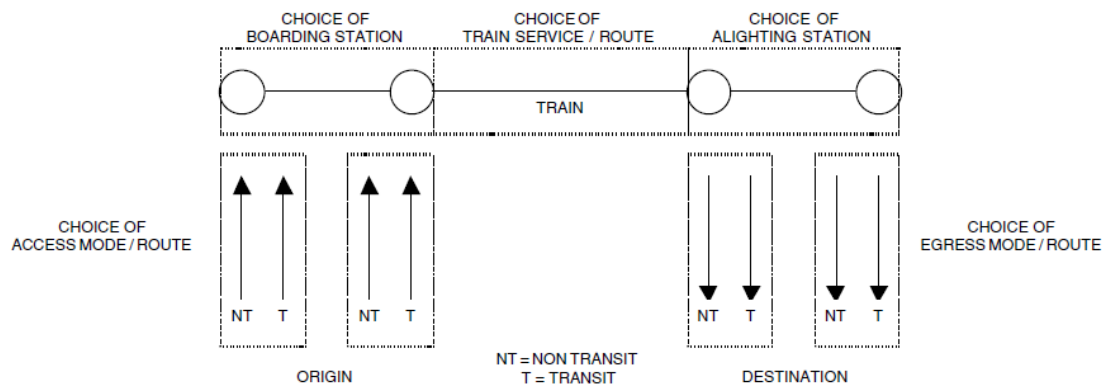 CHOICE OF
BOARDING STATION
CHOICE OF
TRAIN SERVICE / ROUTE
CHOICE OF
ALIGHTING STATION
TRAIN
CHOICE OF
ACCESS MODE / ROUTE
CHOICE OF
EGRESS MODE / ROUTE
NT T NT T NT T NT T
NT = NON TRANSIT
T = TRANSIT
ORIGIN
DESTINATION